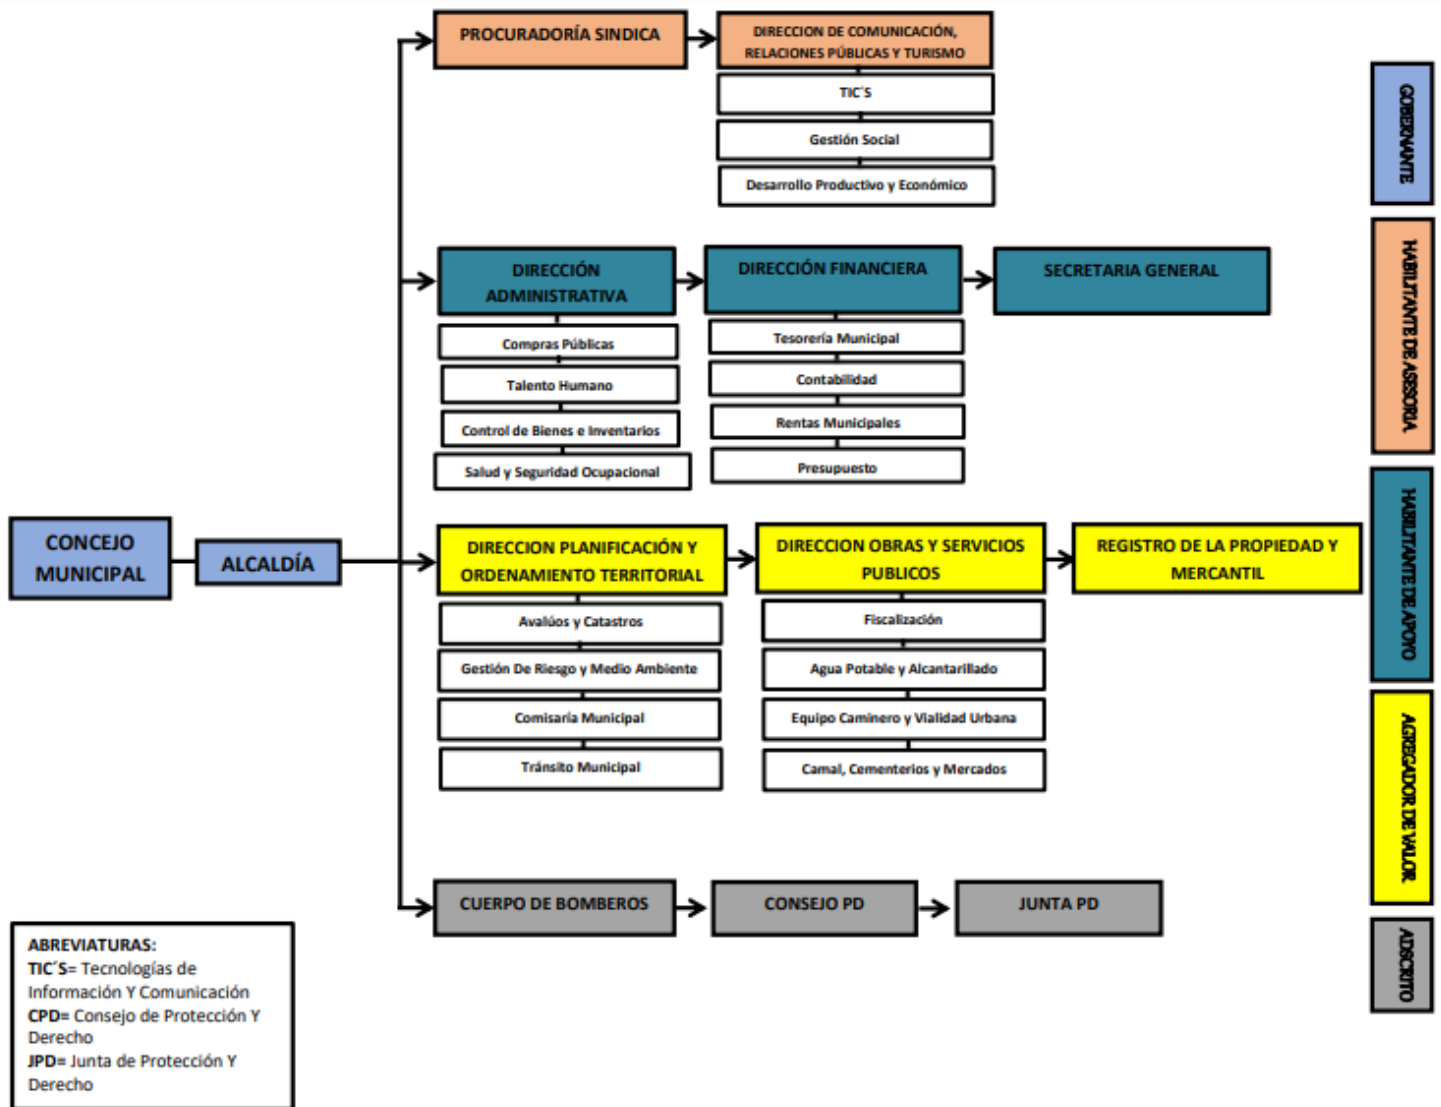 PROCURADORÍA SINDICA
DIRECCION DE COMUNICACIÓN,
RELACIONES PÚBLICAS Y TURISMO
TIC´S
Gestión Social
Desarrollo Productivo y Económico
DIRECCIÓN
ADMINISTRATIVA
Compras Públicas
Talento Humano
Control de Bienes e Inventarios
Salud y Seguridad Ocupacional
DIRECCIÓN FINANCIERA
Tesorería Municipal
Contabilidad
Rentas Municipales
Presupuesto
SECRETARIA GENERAL
CONCEJO
MUNICIPAL
ALCALDÍA
DIRECCION PLANIFICACIÓN Y
ORDENAMIENTO TERRITORIAL
Avalúos y Catastros
Gestión De Riesgo y Medio Ambiente
Comisaría Municipal
Tránsito Municipal
DIRECCION OBRAS Y SERVICIOS
PUBLICOS
Fiscalización
Agua Potable y Alcantarillado
Equipo Caminero y Vialidad Urbana
Camal, Cementerios y Mercados
REGISTRO DE LA PROPIEDAD Y
MERCANTIL
CUERPO DE BOMBEROS
CONSEJO PD
JUNTA PD
GOBERNANTE
HABILITANTE DE ASESORIA
HABILITANTE DE APOYO
AGREGADOR DE VALOR
ADSCRITO
ABREVIATURAS:
TIC´S= Tecnologías de
Información Y Comunicación
CPD= Consejo de Protección Y
Derecho
JPD= Junta de Protección Y
Derecho